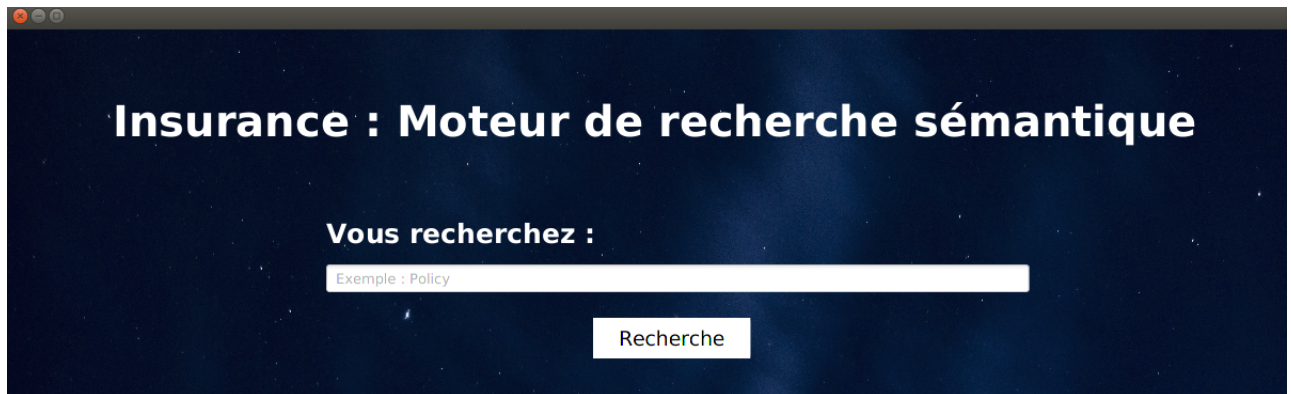 Insurance : Moteur de recherche sémantique
Vous recherchez :
Exemple : Policy
Recherche